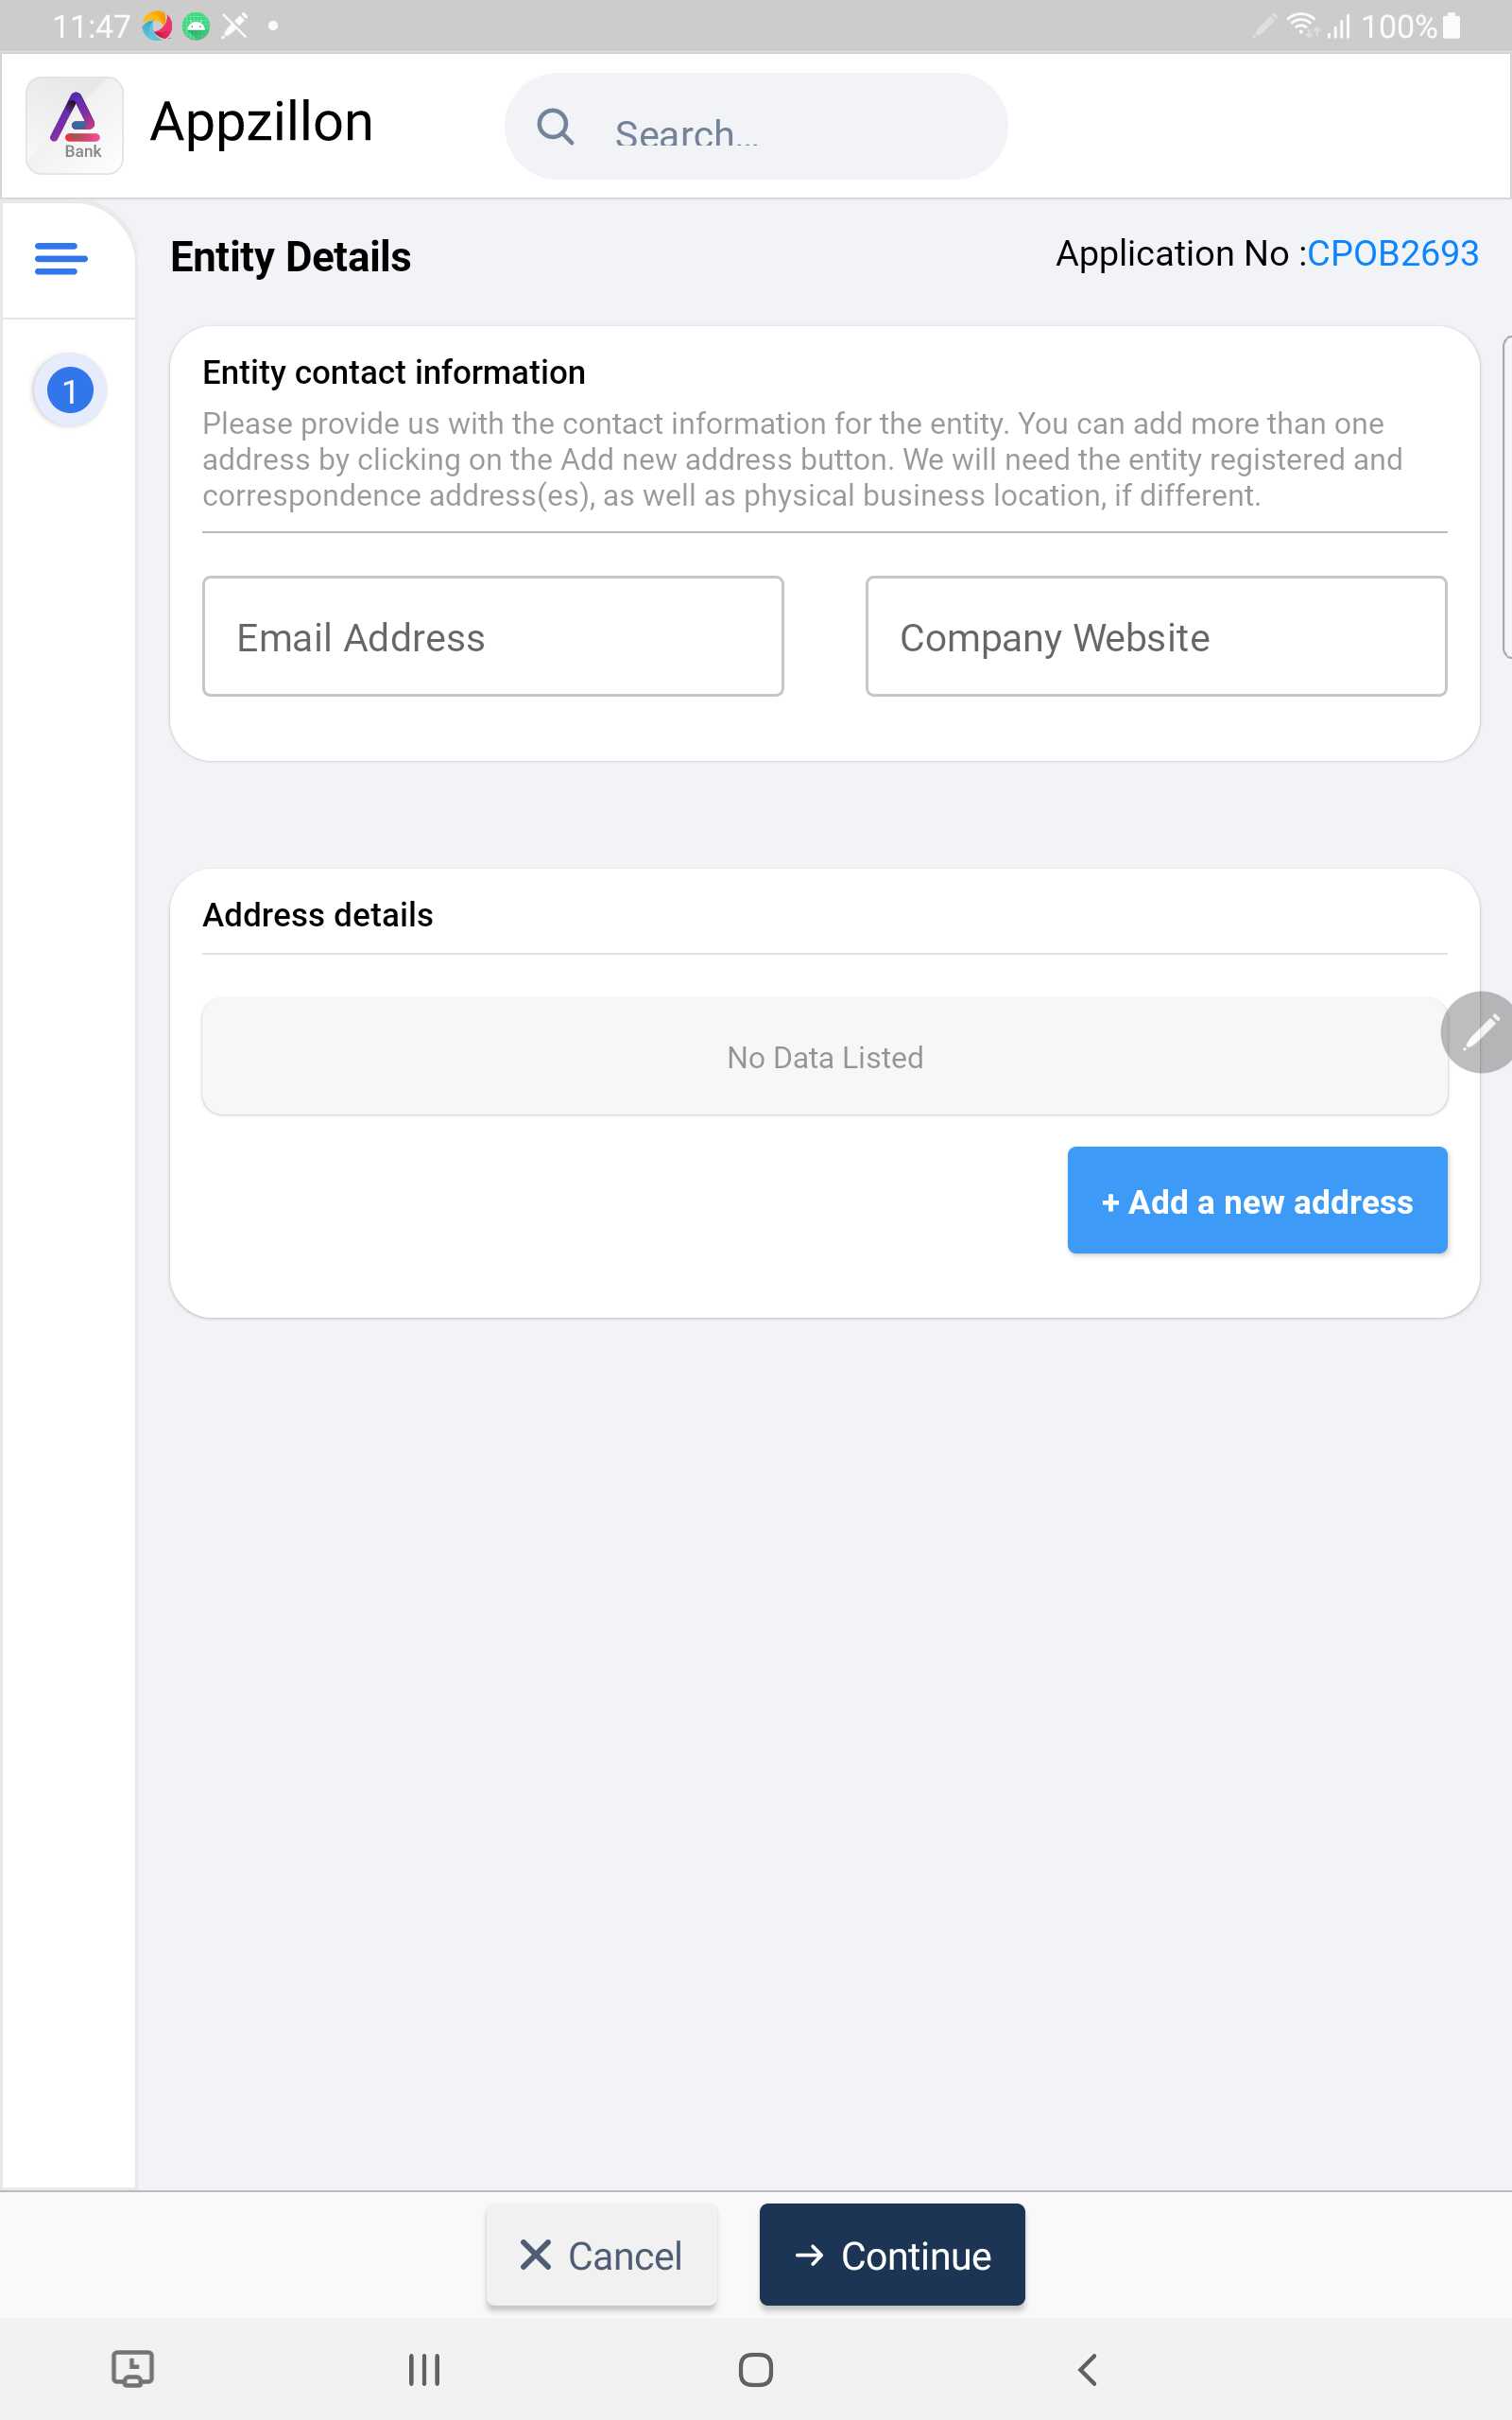 11:47
100%
Bank
Appzillon
Search...
Entity Details
Application No :CPOB2693
1
Entity contact information
Please provide us with the contact information for the entity. You can add more than one
address by clicking on the Add new address button. We will need the entity registered and
correspondence address(es), as well as physical business location, if different.
Email Address
Company Website
Address details
No Data Listed
+ Add a new address
Cancel
Continue